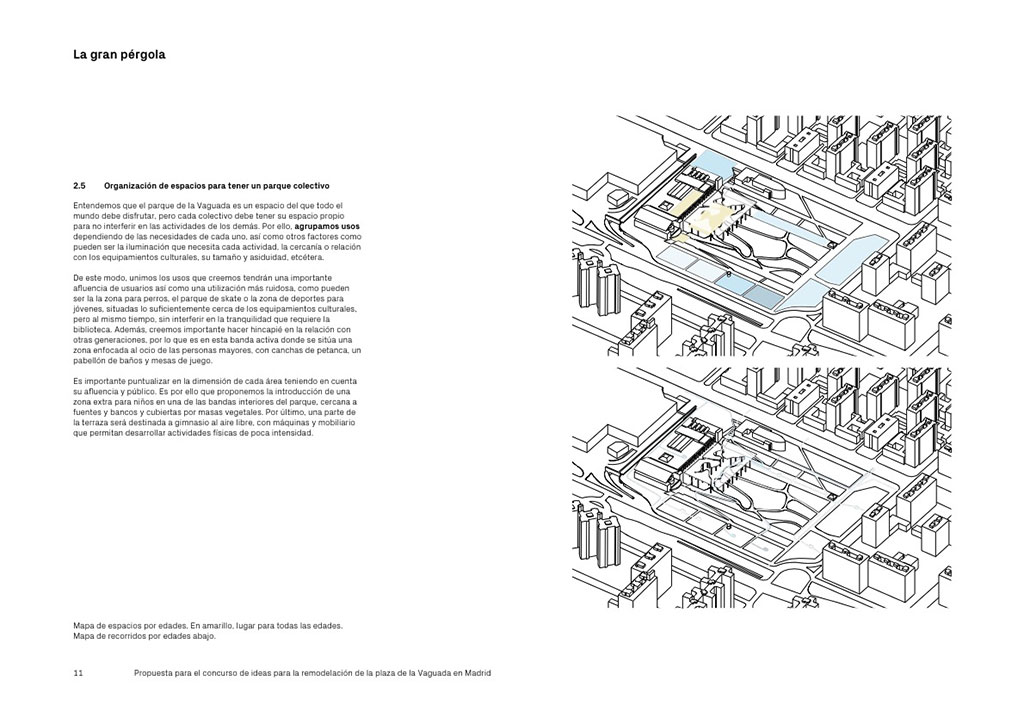 La gran pérgola
2.5 Organización de espacios para tener un parque colectivo
Entendemos que el parque de la Vaguada es un espacio del que todo el
mundo debe disfrutar, pero cada colectivo debe tener su espacio propio
para no interferir en las actividades de los demás. Por ello, agrupamos usos
dependiendo de las necesidades de cada uno, así como otros factores como
pueden ser la iluminación que necesita cada actividad, la cercanía o relación
con los equipamientos culturales, su tamaño y asiduidad, etcétera.
De este modo, unimos los usos que creemos tendrán una importante
afluencia de usuarios así como una utilización más ruidosa, como pueden
ser la la zona para perros, el parque de skate o la zona de deportes para
jóvenes, situadas lo suficientemente cerca de los equipamientos culturales,
pero al mismo tiempo, sin interferir en la tranquilidad que requiere la
biblioteca. Además, creemos importante hacer hincapié en la relación con
otras generaciones, por lo que es en esta banda activa donde se sitúa una
zona enfocada al ocio de las personas mayores, con canchas de petanca, un
pabellón de baños y mesas de juego.
Es importante puntualizar en la dimensión de cada área teniendo en cuenta
su afluencia y público. Es por ello que proponemos la introducción de una
zona extra para niños en una de las bandas interiores del parque, cercana a
fuentes y bancos y cubiertas por masas vegetales. Por último, una parte de
la terraza será destinada a gimnasio al aire libre, con máquinas y mobiliario
que permitan desarrollar actividades físicas de poca intensidad.
Mapa de espacios por edades. En amarillo, lugar para todas las edades.
Mapa de recorridos por edades abajo.
11 Propuesta para el concurso de ideas para la remodelación de la plaza de la Vaguada en Madrid